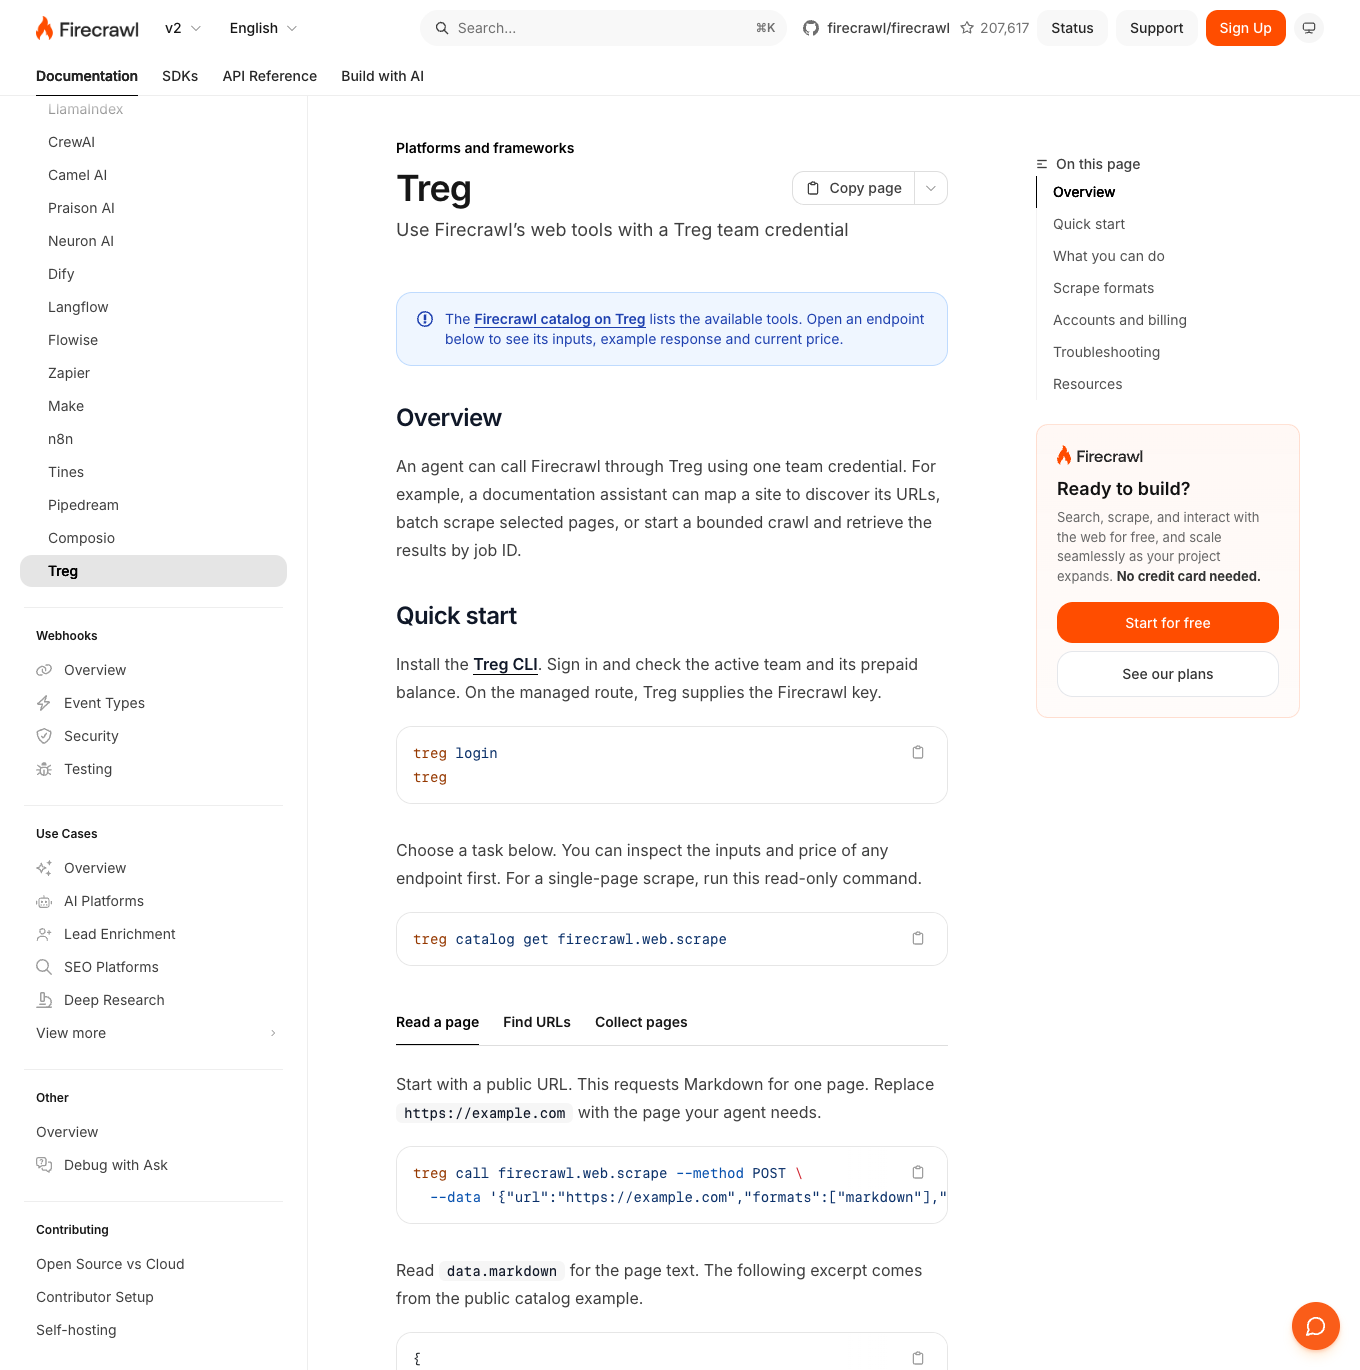 Firecrawl
v2
English
Search...
⌘K
firecrawl/firecrawl
207,617
Status
Support
Sign Up
Documentation
SDKs
API Reference
Build with AI
LlamaIndex
CrewAI
Camel AI
Praison AI
Neuron AI
Dify
Langflow
Flowise
Zapier
Make
n8n
Tines
Pipedream
Composio
Treg
Webhooks
Overview
Event Types
Security
Testing
Use Cases
Overview
AI Platforms
Lead Enrichment
SEO Platforms
Deep Research
View more
Other
Overview
Debug with Ask
Contributing
Open Source vs Cloud
Contributor Setup
Self-hosting
Platforms and frameworks
Treg
Copy page
Use Firecrawl’s web tools with a Treg team credential
The Firecrawl catalog on Treg lists the available tools. Open an endpoint
below to see its inputs, example response and current price.
Overview
An agent can call Firecrawl through Treg using one team credential. For
example, a documentation assistant can map a site to discover its URLs,
batch scrape selected pages, or start a bounded crawl and retrieve the
results by job ID.
Quick start
Install the Treg CLI. Sign in and check the active team and its prepaid
balance. On the managed route, Treg supplies the Firecrawl key.
treg login
treg
Choose a task below. You can inspect the inputs and price of any
endpoint first. For a single-page scrape, run this read-only command.
treg catalog get firecrawl.web.scrape
Read a page
Find URLs
Collect pages
Start with a public URL. This requests Markdown for one page. Replace
https://example.com with the page your agent needs.
treg call firecrawl.web.scrape --method POST \
--data '{"url":"https://example.com","formats":["markdown"],"
Read data.markdown for the page text. The following excerpt comes
from the public catalog example.
{
On this page
Overview
Quick start
What you can do
Scrape formats
Accounts and billing
Troubleshooting
Resources
Firecrawl
Ready to build?
Search, scrape, and interact with
the web for free, and scale
seamlessly as your project
expands. No credit card needed.
Start for free
See our plans